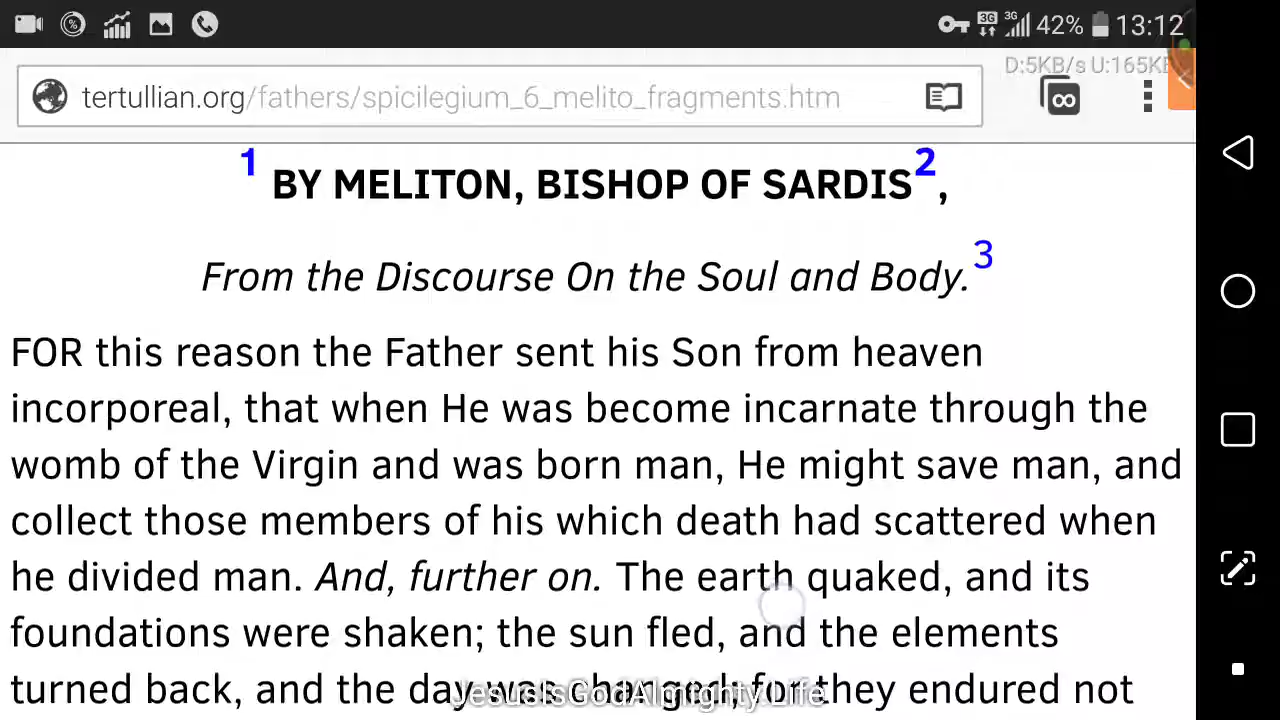 3G 3G 42% 13:12
D:5KB/s U:165KB
tertullian.org/fathers/spicilegium_6_melito_fragments.htm
1 BY MELITON, BISHOP OF SARDIS2,
From the Discourse On the Soul and Body.3
FOR this reason the Father sent his Son from heaven
incorporeal, that when He was become incarnate through the
womb of the Virgin and was born man, He might save man, and
collect those members of his which death had scattered when
he divided man. And, further on. The earth quaked, and its
foundations were shaken; the sun fled, and the elements
turned back, and the day was changed; for they endured not
JesusIsGodAlmighty.Life